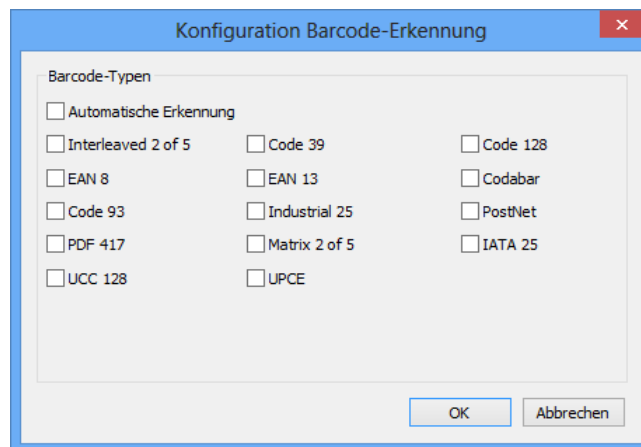 Konfiguration Barcode-Erkennung
Barcode-Typen
Automatische Erkennung
Interleaved 2 of 5 Code 39 Code 128
EAN 8 EAN 13 Codabar
Code 93 Industrial 25 PostNet
PDF 417 Matrix 2 of 5 IATA 25
UCC 128 UPCE
OK Abbrechen